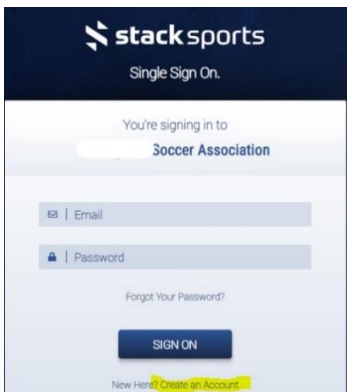 stacksports
Single Sign On.
You're signing in to
Soccer Association
Email
Password
Forgot Your Password?
SIGN ON
New Here? Create an Account